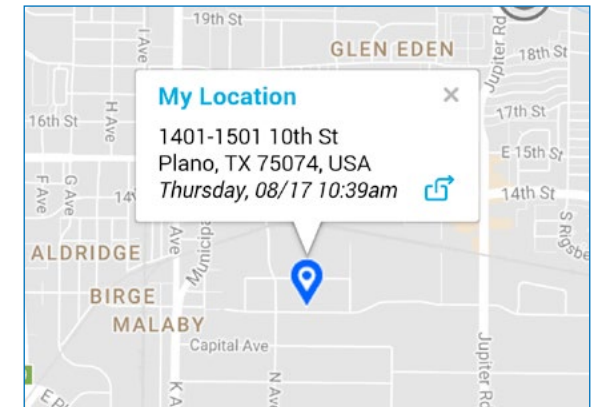 19th St
I Ave
GLEN EDEN
Jupiter Rd
18th St
My Location
16th St
H Ave
17th St
1401-1501 10th St
Plano, TX 75074, USA
E 15th St
Thursday, 08/17 10:39am
F Ave
G Ave
14th St
S Rigsbe
ALDRIDGE
Ave
Municip
BIRGE
MALABY
Capital Ave
K A
N Ave
Jupiter Rd